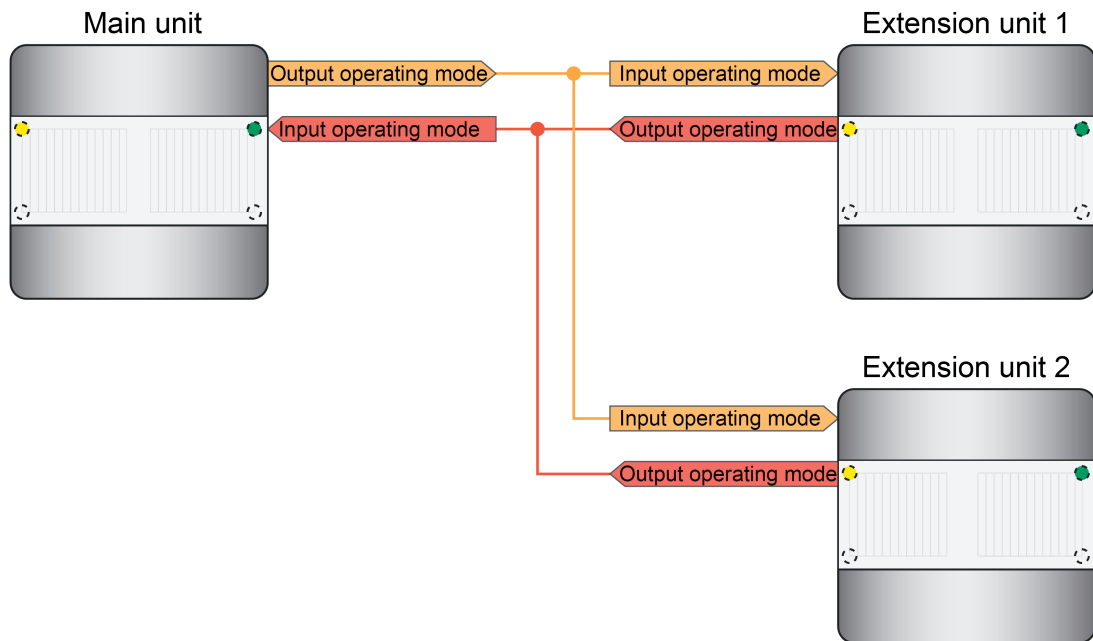 Main unit
Extension unit 1
Output operating mode
Input operating mode
Input operating mode
Output operating mode
Extension unit 2
Input operating mode
Output operating mode